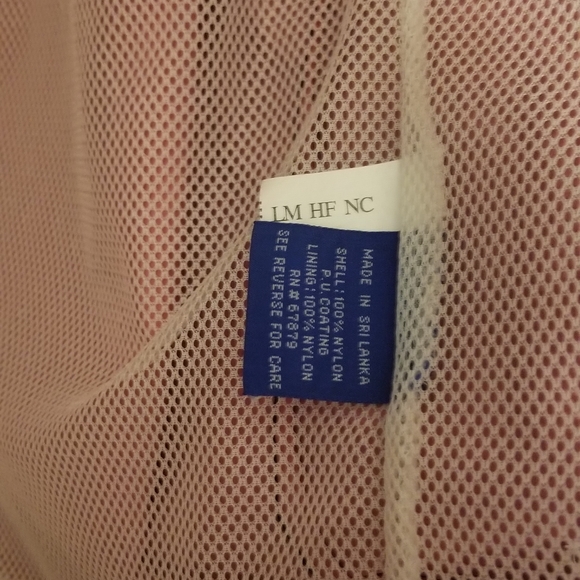 LM HF NC
MADE IN SRI LANKA
SHELL:100% NYLON
P.U.COATING
LINING:100% NYLON
RN# 67879
SEE REVERSE FOR CARE